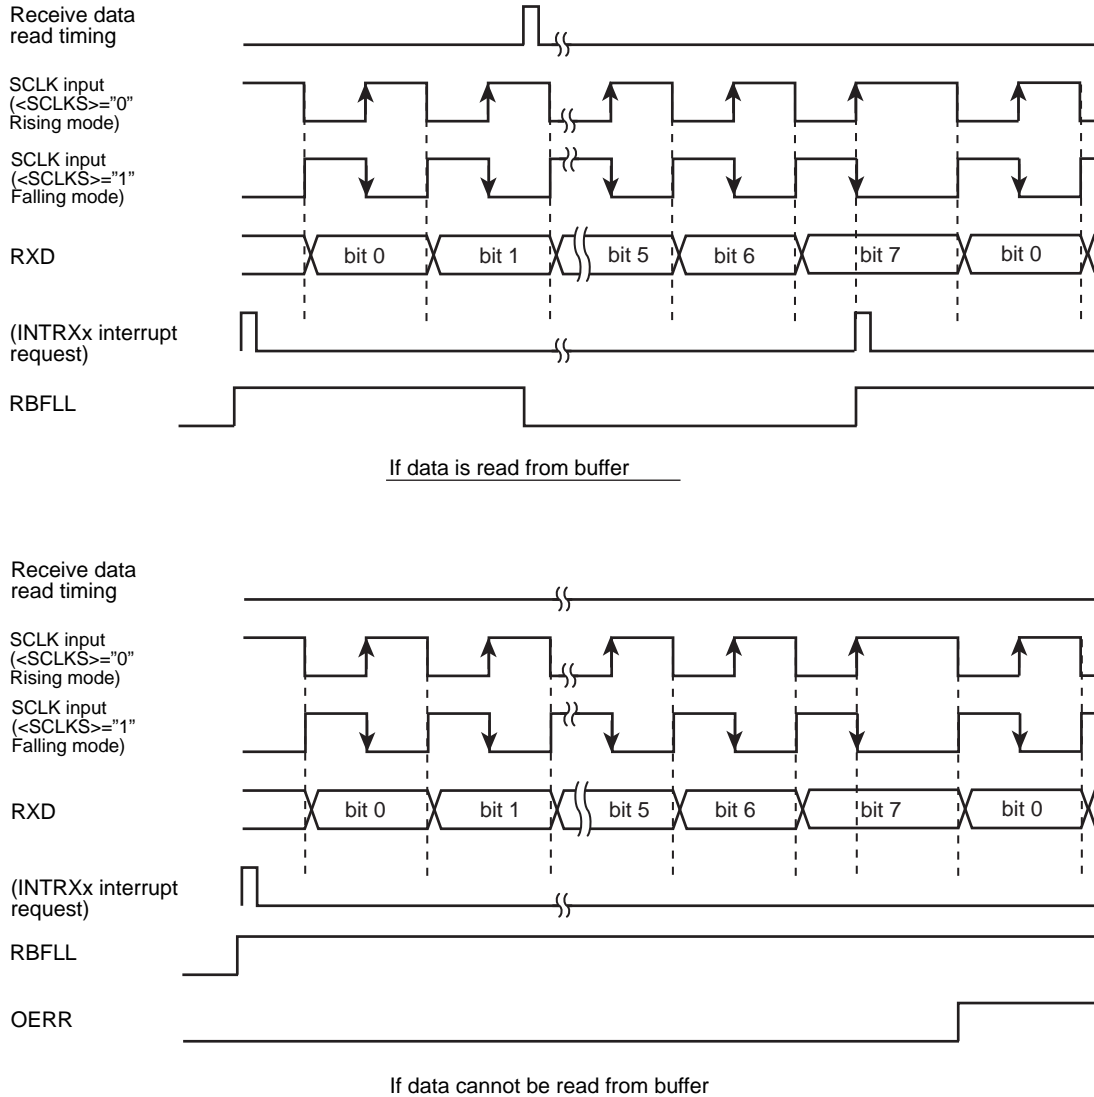 Receive data
read timing
SCLK input
(<SCLKS>="0"
Rising mode)
SCLK input
(<SCLKS>="1"
Falling mode)
RXD
bit 0
bit 1
bit 5
bit 6
bit 7
bit 0
(INTRXx interrupt
request)
RBFLL
If data is read from buffer
Receive data
read timing
SCLK input
(<SCLKS>="0"
Rising mode)
SCLK input
(<SCLKS>="1"
Falling mode)
RXD
bit 0
bit 1
bit 5
bit 6
bit 7
bit 0
(INTRXx interrupt
request)
RBFLL
OERR
If data cannot be read from buffer